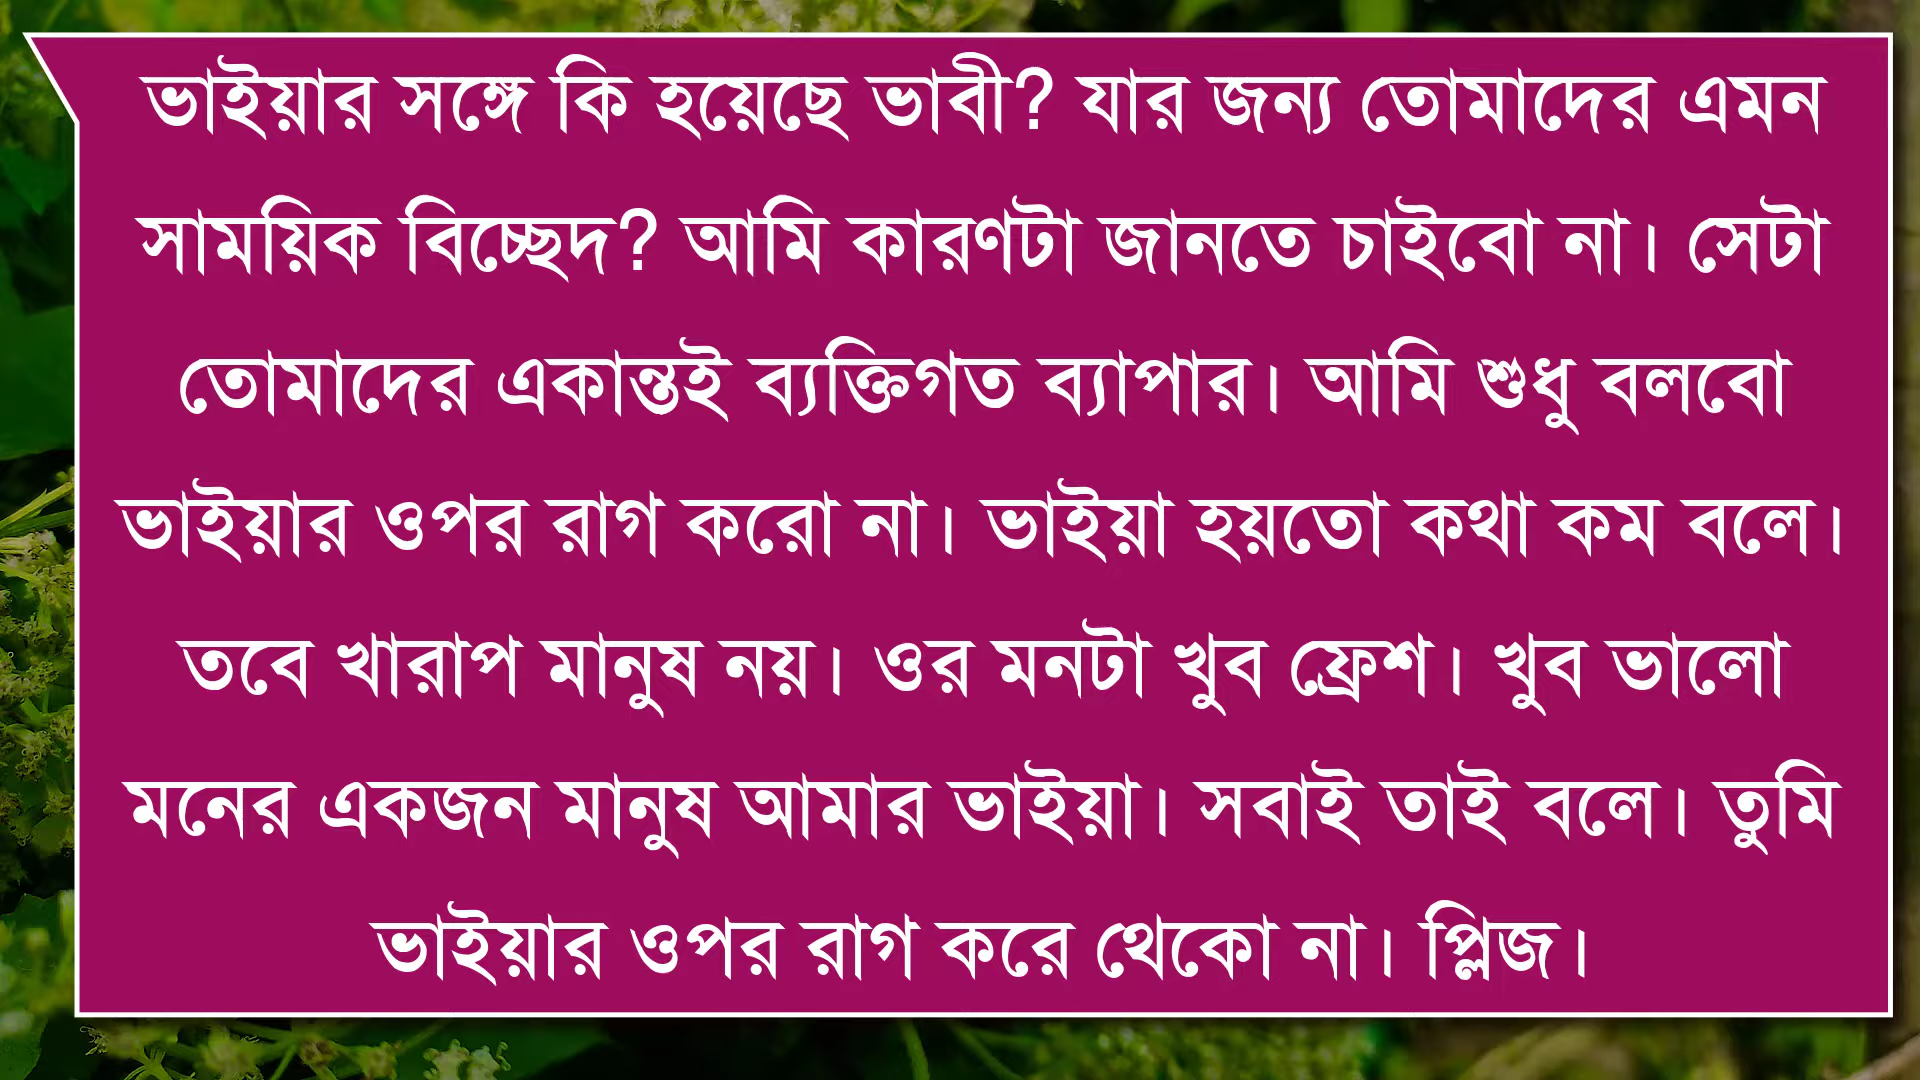 ভাইয়ার সঙ্গে কি হয়েছে ভাবী? যার জন্য তোমাদের এমন
সাময়িক বিচ্ছেদ? আমি কারণটা জানতে চাইবো না। সেটা
তোমাদের একান্তই ব্যক্তিগত ব্যাপার। আমি শুধু বলবো
ভাইয়ার ওপর রাগ করো না। ভাইয়া হয়তো কথা কম বলে।
তবে খারাপ মানুষ নয়। ওর মনটা খুব ফ্রেশ। খুব ভালো
মনের একজন মানুষ আমার ভাইয়া। সবাই তাই বলে। তুমি
ভাইয়ার ওপর রাগ করে থেকো না। প্লিজ।